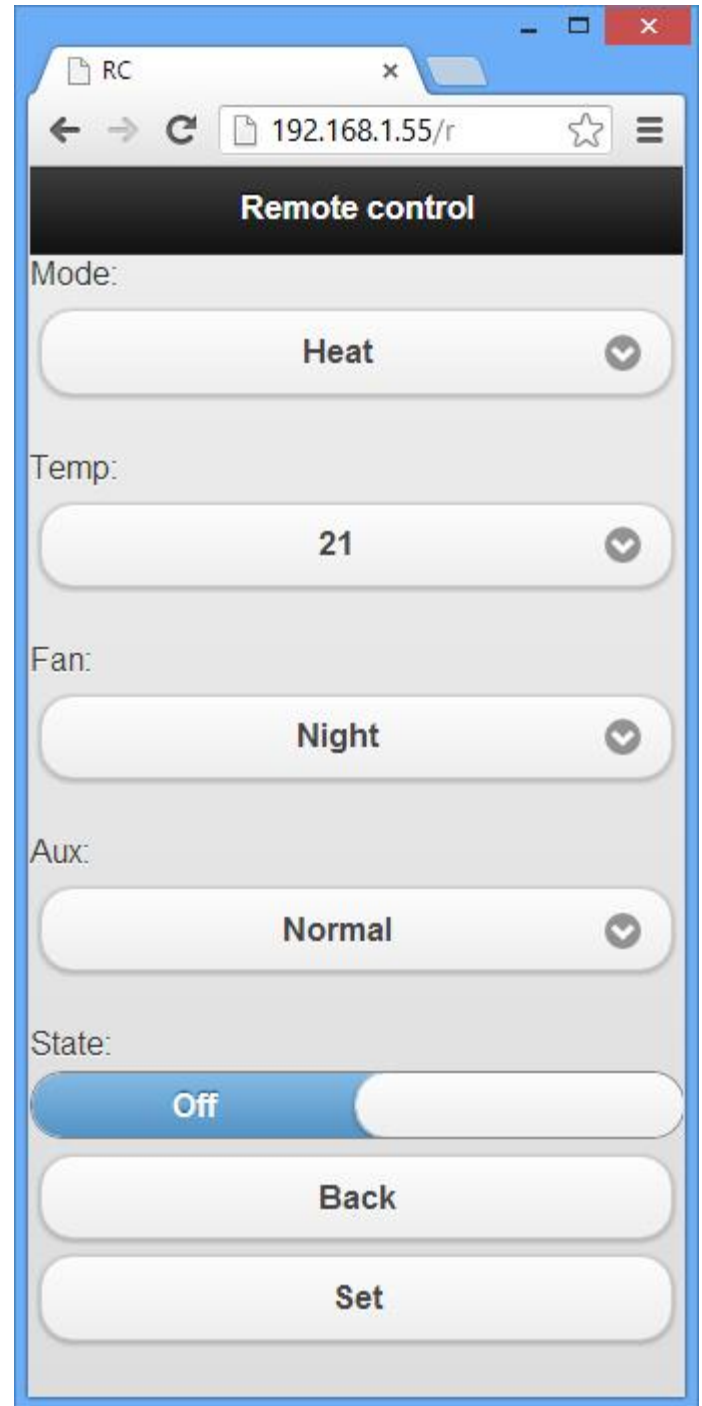 RC
192.168.1.55/r
Remote control
Mode:
Heat
Temp:
21
Fan:
Night
Aux:
Normal
State:
Off
Back
Set